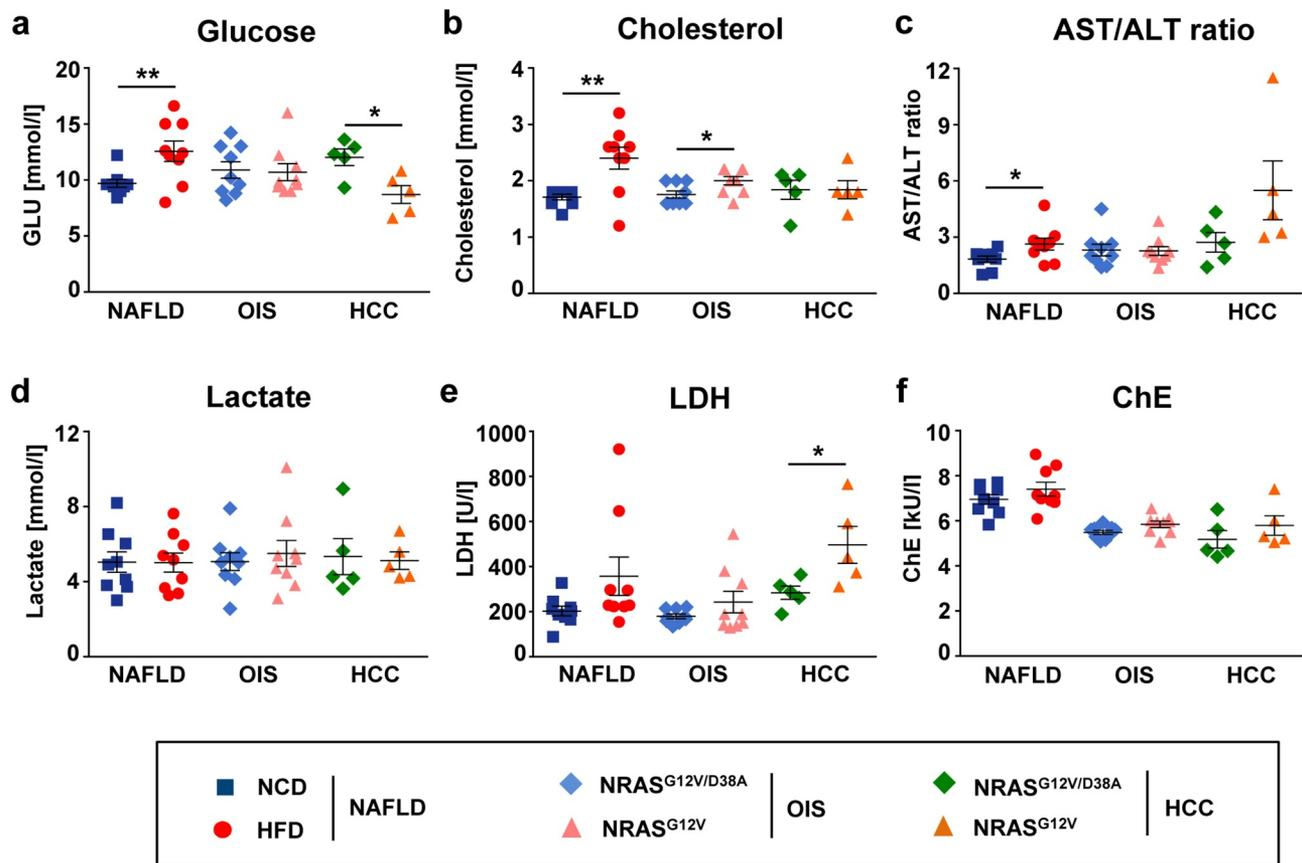 a Glucose
GLU [mmol/l]
20
15
10
5
0
**
*
NAFLD OIS HCC
b Cholesterol
Cholesterol [mmol/l]
4
3
2
1
0
**
*
NAFLD OIS HCC
c AST/ALT ratio
AST/ALT ratio
12
9
6
3
0
*
NAFLD OIS HCC
d Lactate
Lactate [mmol/l]
12
8
4
0
NAFLD OIS HCC
e LDH
LDH [U/l]
1000
800
600
400
200
0
*
NAFLD OIS HCC
f ChE
ChE [kU/l]
10
8
6
4
2
0
NAFLD OIS HCC
NCD
HFD
NAFLD
NRASG12V/D38A
NRASG12V
OIS
NRASG12V/D38A
NRASG12V
HCC